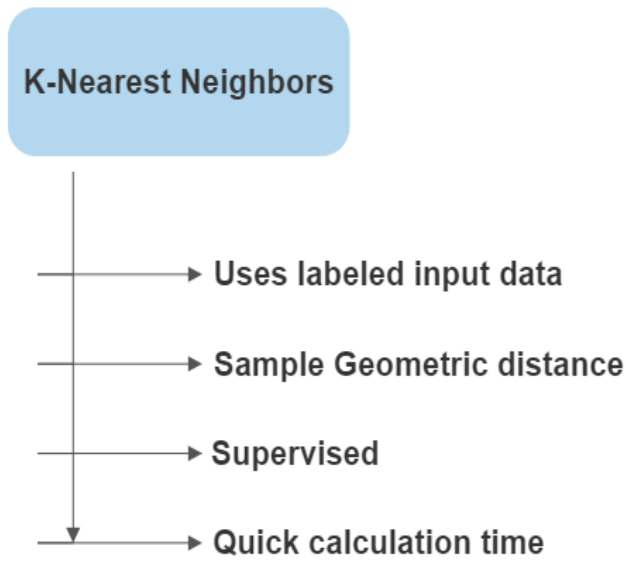 K-Nearest Neighbors
Uses labeled input data
Sample Geometric distance
Supervised
Quick calculation time